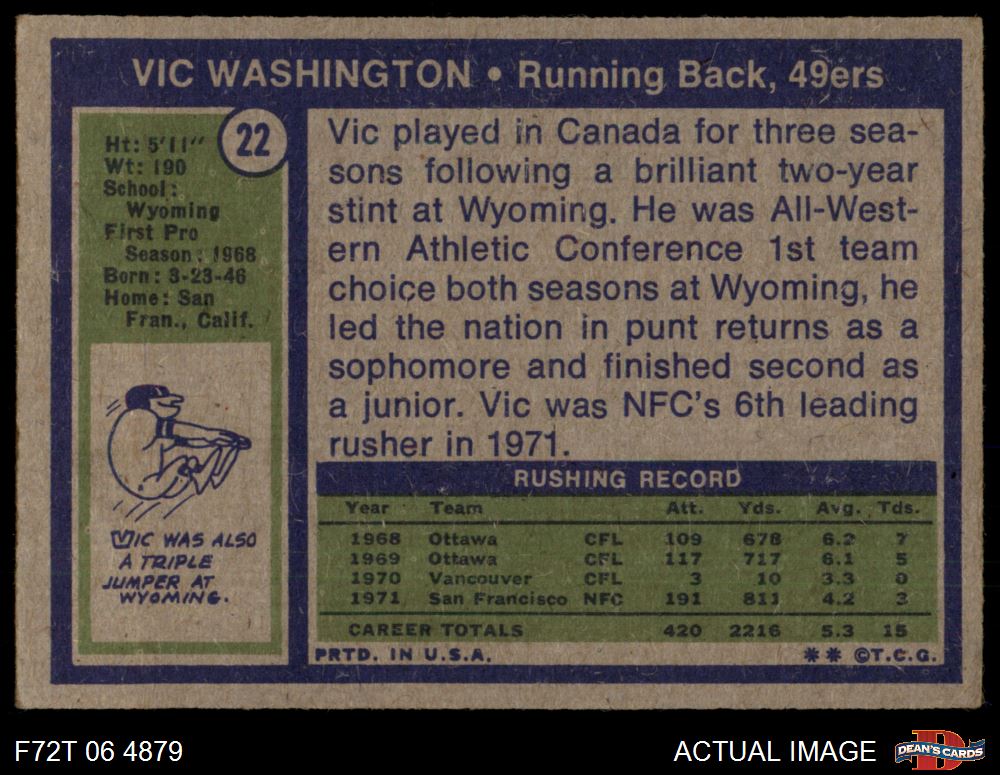 VIC WASHINGTON • Running Back, 49ers
22
Ht: 5'11"
Wt: 190
School:
Wyoming
First Pro
Season: 1968
Born: 3-23-46
Home: San
Fran., Calif.
VIC WAS ALSO
A TRIPLE
JUMPER AT
WYOMING.
Vic played in Canada for three sea-
sons following a brilliant two-year
stint at Wyoming. He was All-West-
ern Athletic Conference 1st team
choice both seasons at Wyoming, he
led the nation in punt returns as a
sophomore and finished second as
a junior. Vic was NFC's 6th leading
rusher in 1971.
RUSHING RECORD
Year Team Att. Yds. Avg. Tds.
1968 Ottawa CFL 109 678 6.2 7
1969 Ottawa CFL 117 717 6.1 5
1970 Vancouver CFL 3 10 3.3 0
1971 San Francisco NFC 191 811 4.2 3
CAREER TOTALS 420 2216 5.3 15
PRTD. IN U.S.A. ** ©T.C.G.
F72T 06 4879
ACTUAL IMAGE
DEAN'S CARDS